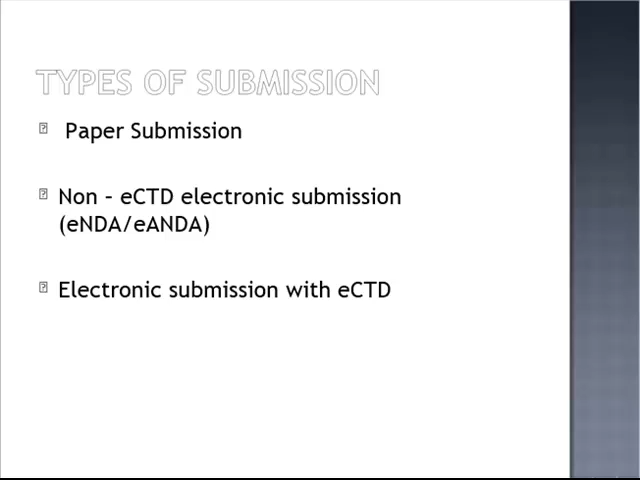 TYPES OF SUBMISSION
Paper Submission
Non – eCTD electronic submission
(eNDA/eANDA)
Electronic submission with eCTD